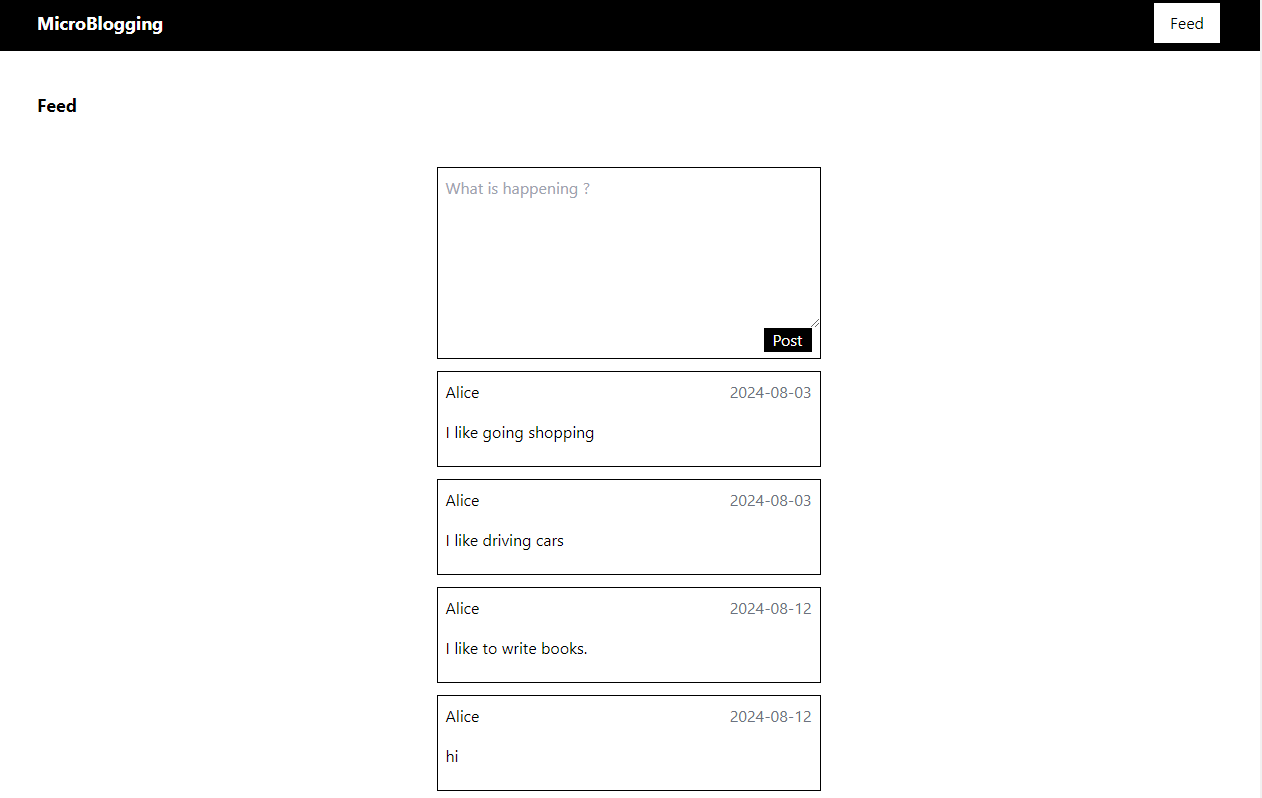 MicroBlogging
Feed
Feed
What is happening ?
Post
Alice
2024-08-03
I like going shopping
Alice
2024-08-03
I like driving cars
Alice
2024-08-12
I like to write books.
Alice
2024-08-12
hi